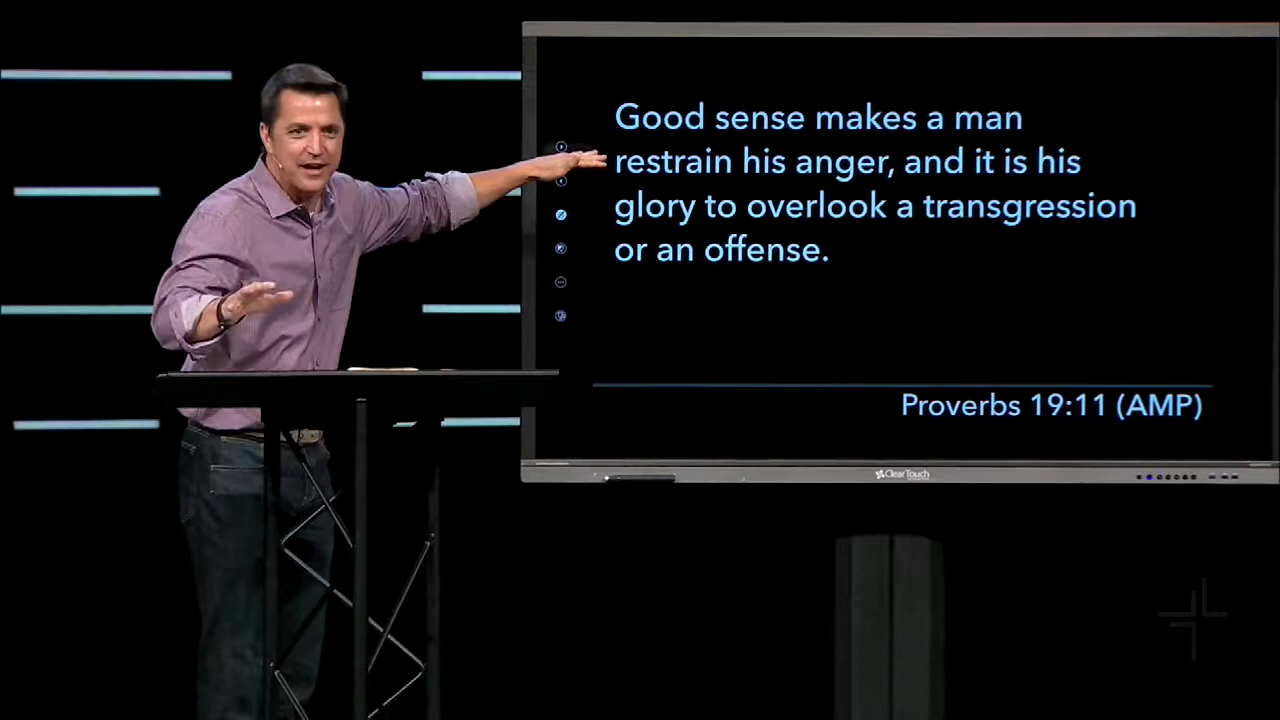 Good sense makes a man
restrain his anger, and it is his
glory to overlook a transgression
or an offense.
Proverbs 19:11 (AMP)
ClearTouch